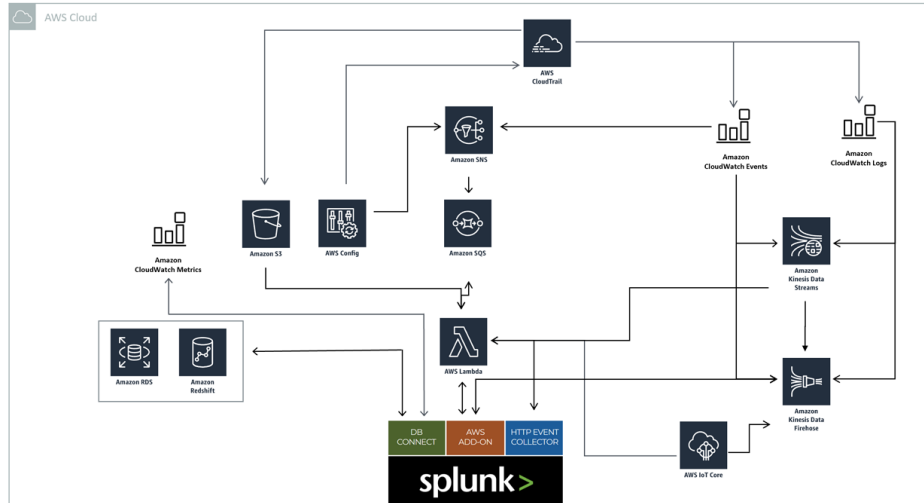 AWS Cloud
AWS
CloudTrail
Amazon SNS
Amazon
CloudWatch Events
Amazon
CloudWatch Logs
Amazon S3
AWS Config
Amazon SQS
Amazon
CloudWatch Metrics
Amazon
Kinesis Data
Streams
Amazon RDS
Amazon
Redshift
AWS Lambda
Amazon
Kinesis Data
Firehose
DB
CONNECT
AWS
ADD-ON
HTTP EVENT
COLLECTOR
AWS IoT Core
splunk>